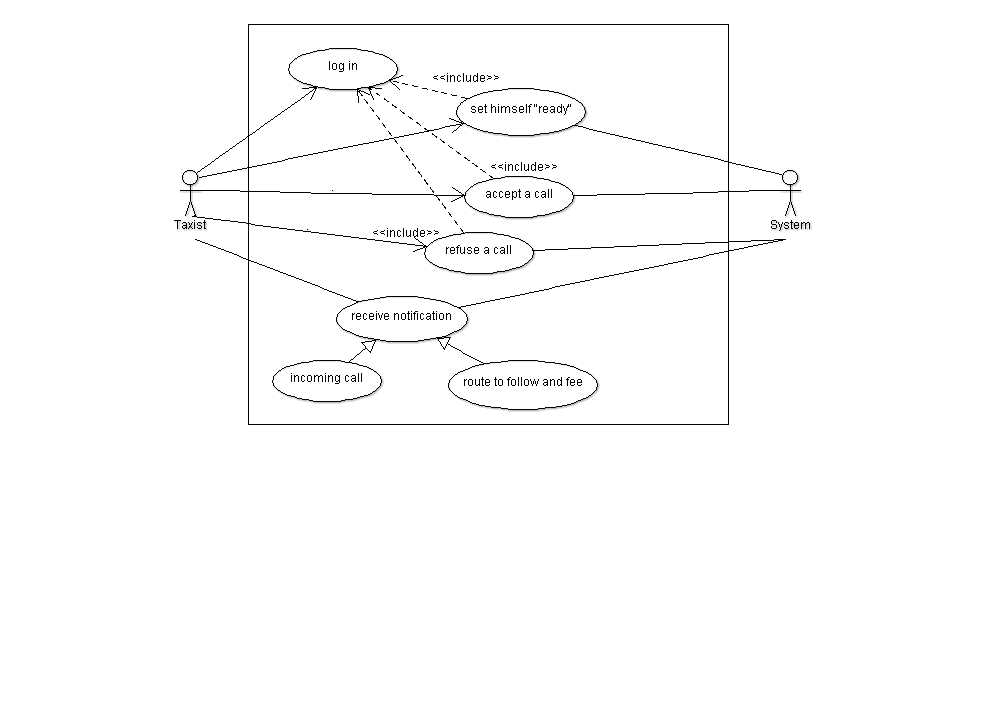 log in
<<include>>
set himself "ready"
<<include>>
accept a call
Taxist
System
<<include>>
refuse a call
receive notification
incoming call
route to follow and fee